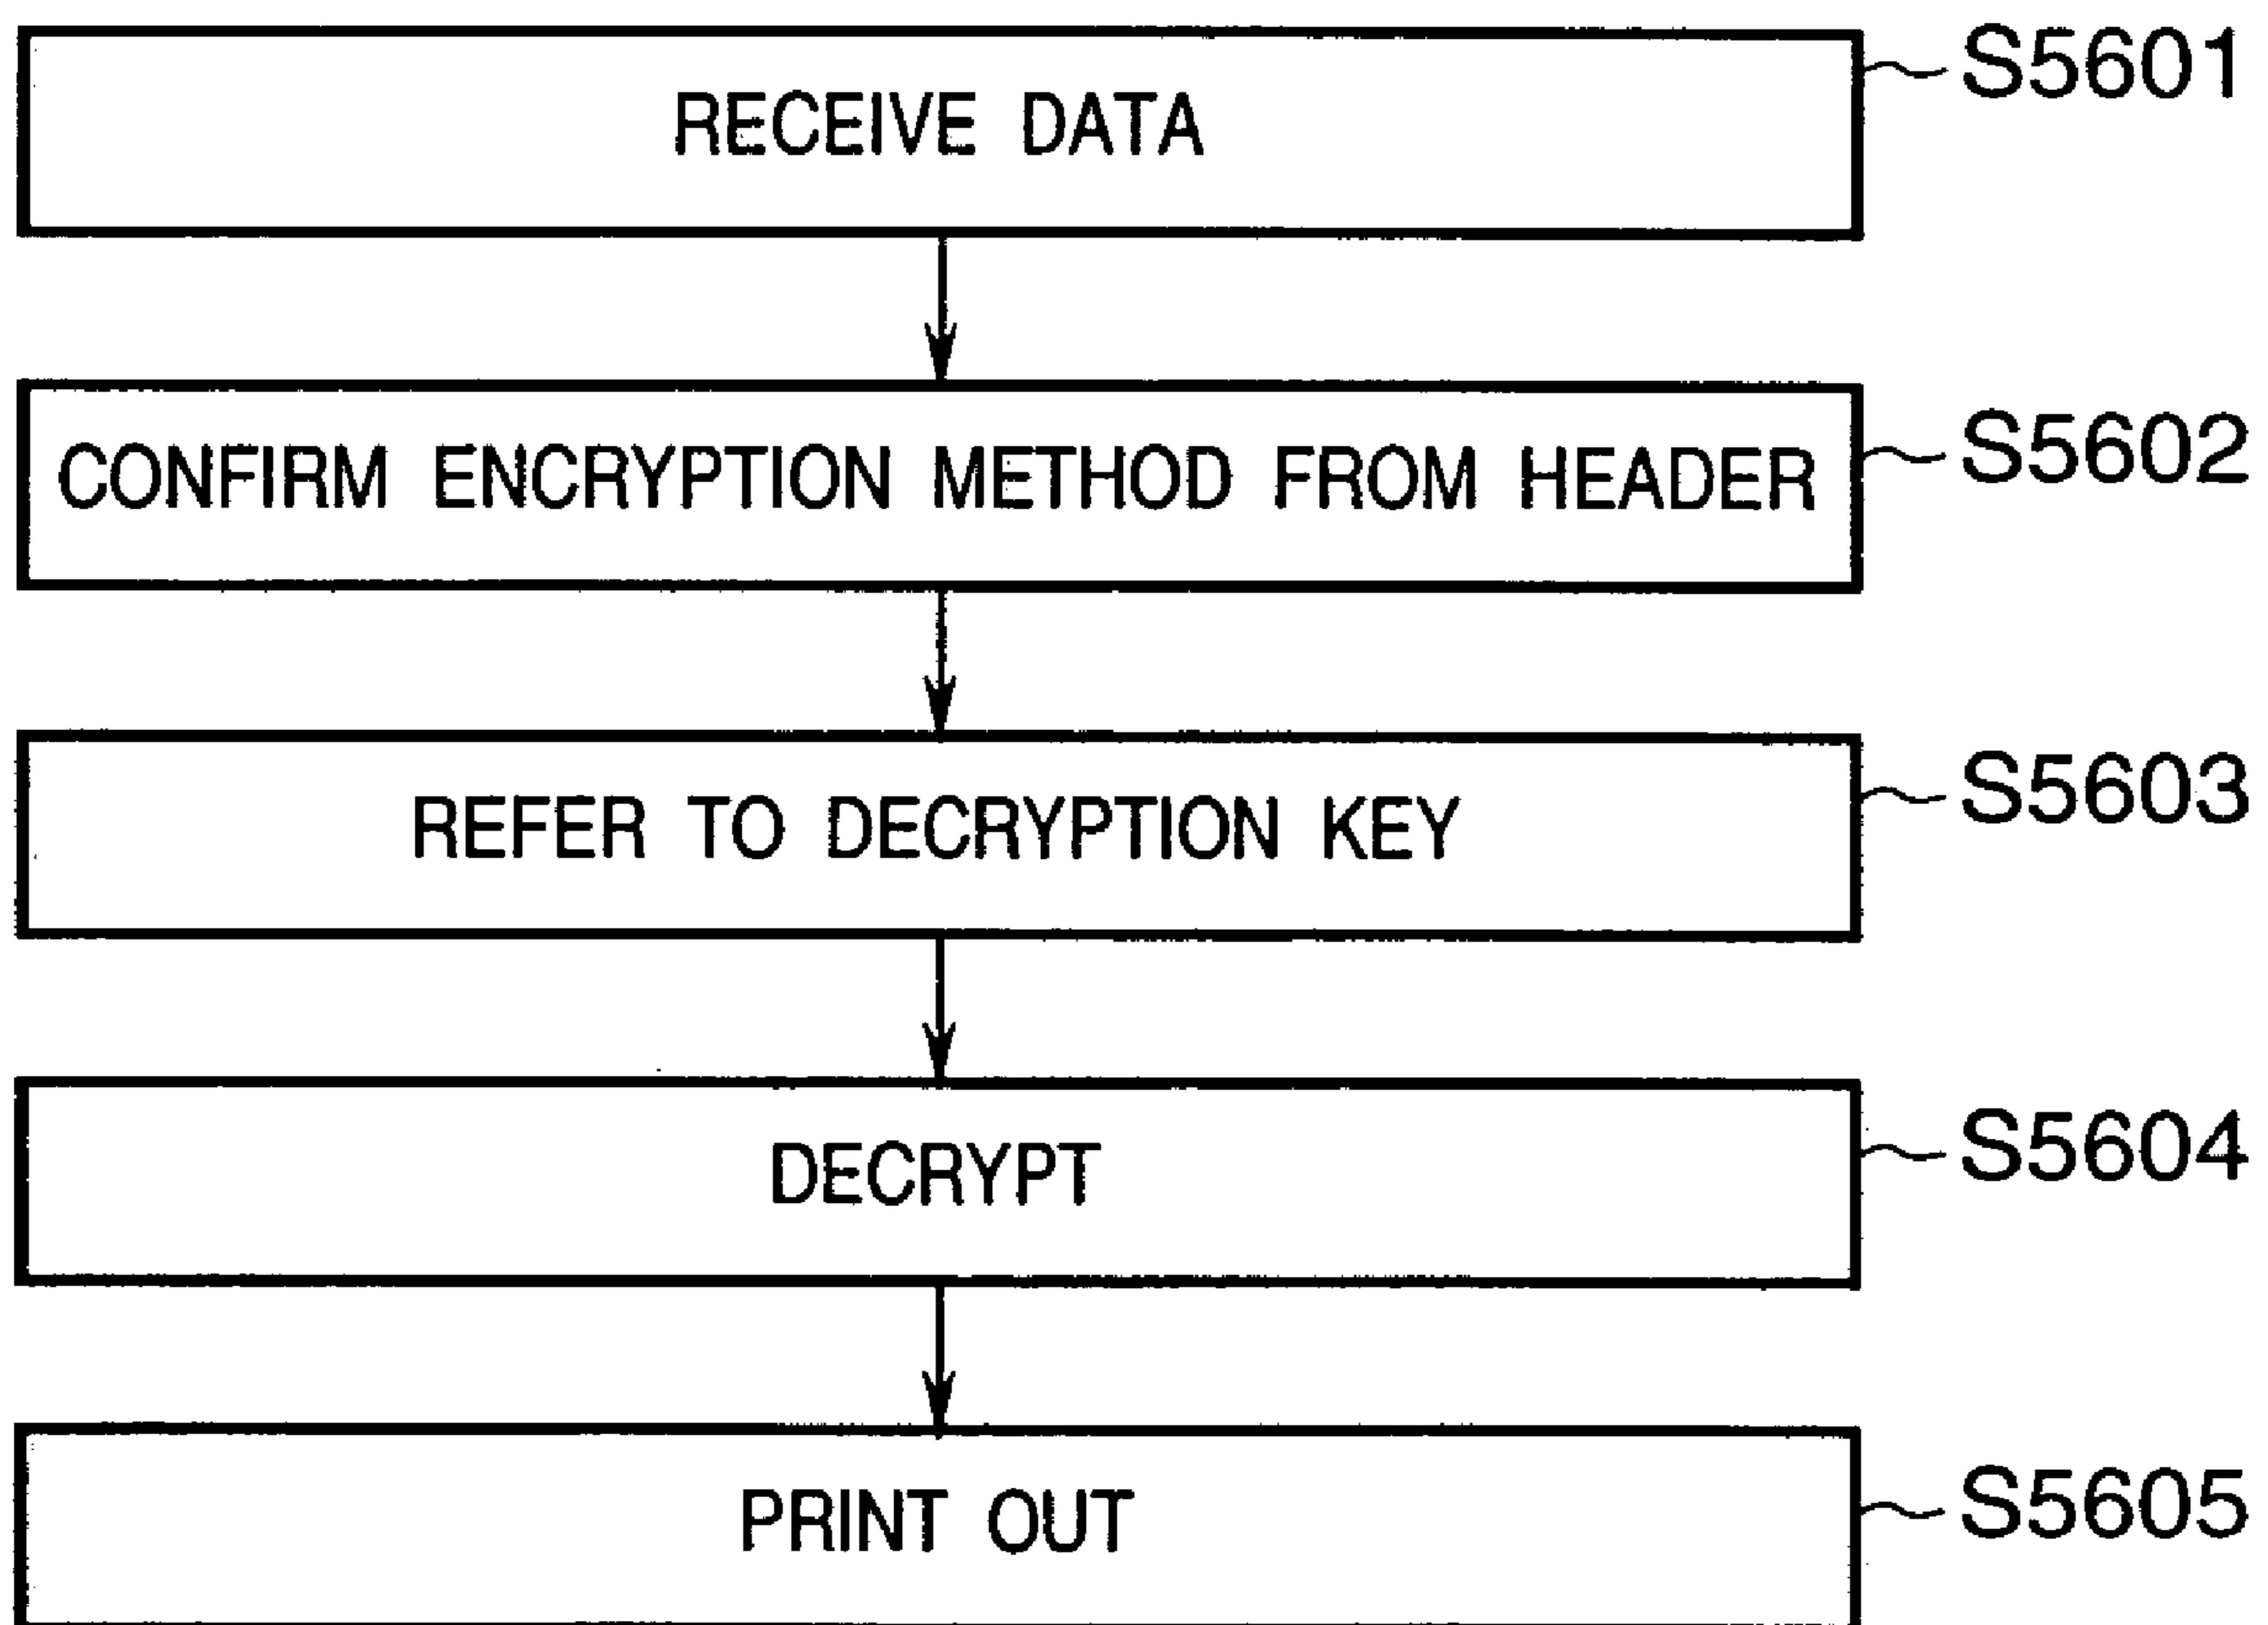 RECEIVE DATA
S5601
CONFIRM ENCRYPTION METHOD FROM HEADER
S5602
REFER TO DECRYPTION KEY
S5603
DECRYPT
S5604
PRINT OUT
S5605